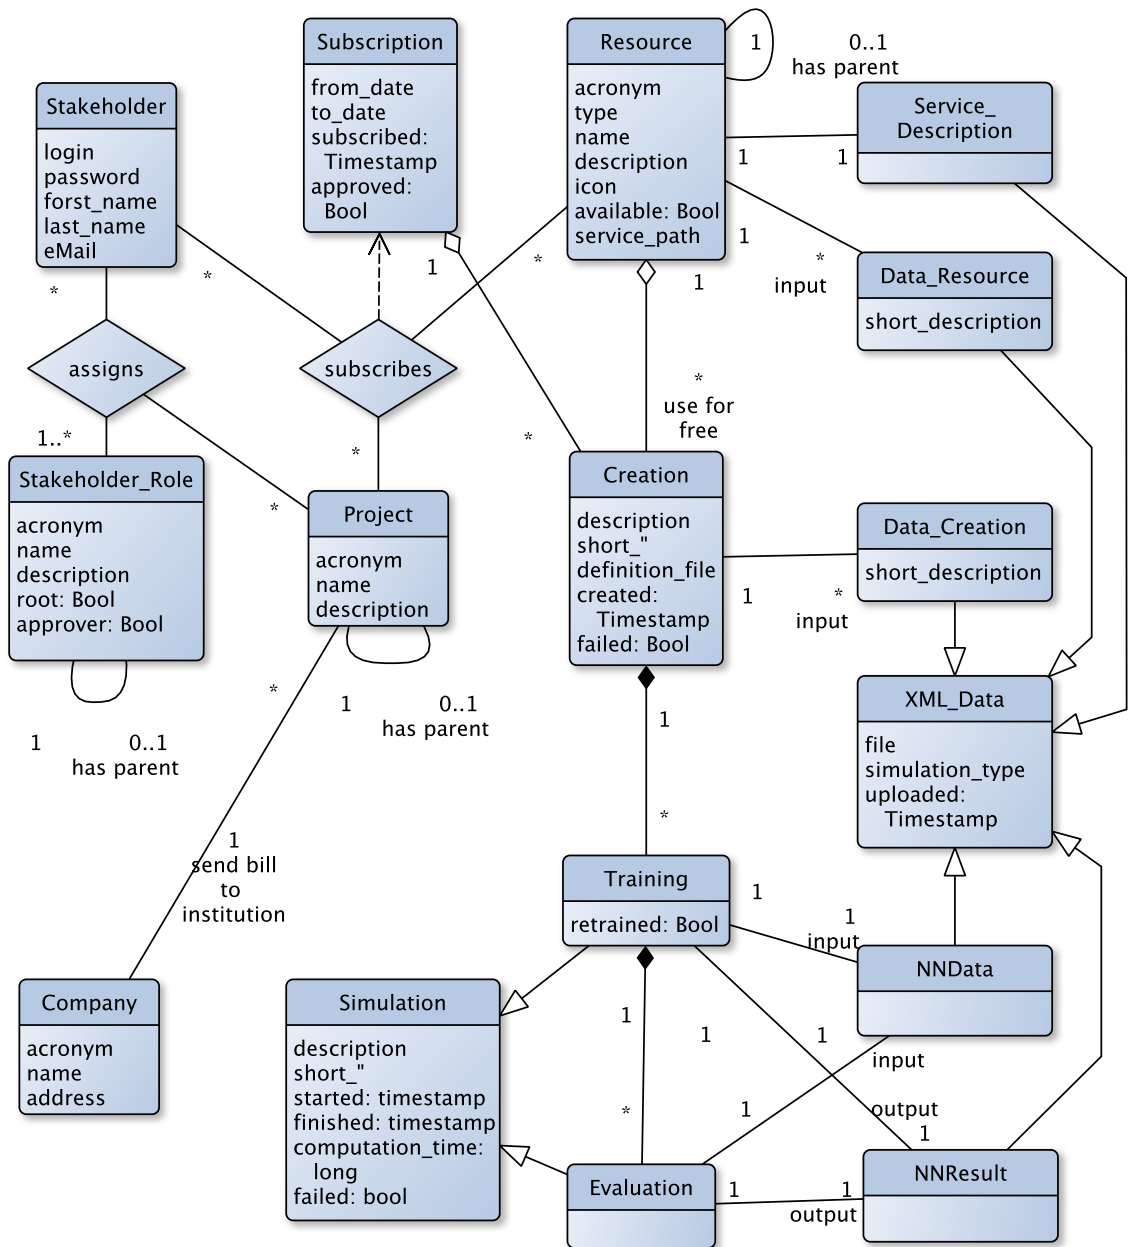 Subscription
from_date
to_date
subscribed:
Timestamp
approved:
Bool
Resource
acronym
type
name
description
icon
available: Bool
service_path
1
0..1
has parent
Stakeholder
login
password
forst_name
last_name
eMail
Service_
Description
1
1
1
*
input
Data_Resource
short_description
*
*
1
*
1
*
assigns
subscribes
*
use for
free
1..*
*
*
*
Stakeholder_Role
acronym
name
description
root: Bool
approver: Bool
1
0..1
has parent
Project
acronym
name
description
1
0..1
has parent
Creation
description
short_"
definition_file
created:
Timestamp
failed: Bool
1
*
input
Data_Creation
short_description
*
1
send bill
to
institution
1
*
XML_Data
file
simulation_type
uploaded:
Timestamp
Training
retrained: Bool
1
1
input
NNData
Company
acronym
name
address
Simulation
description
short_"
started: timestamp
finished: timestamp
computation_time:
long
failed: bool
1
*
1
1
input
1
output
1
Evaluation
1
1
output
NNResult